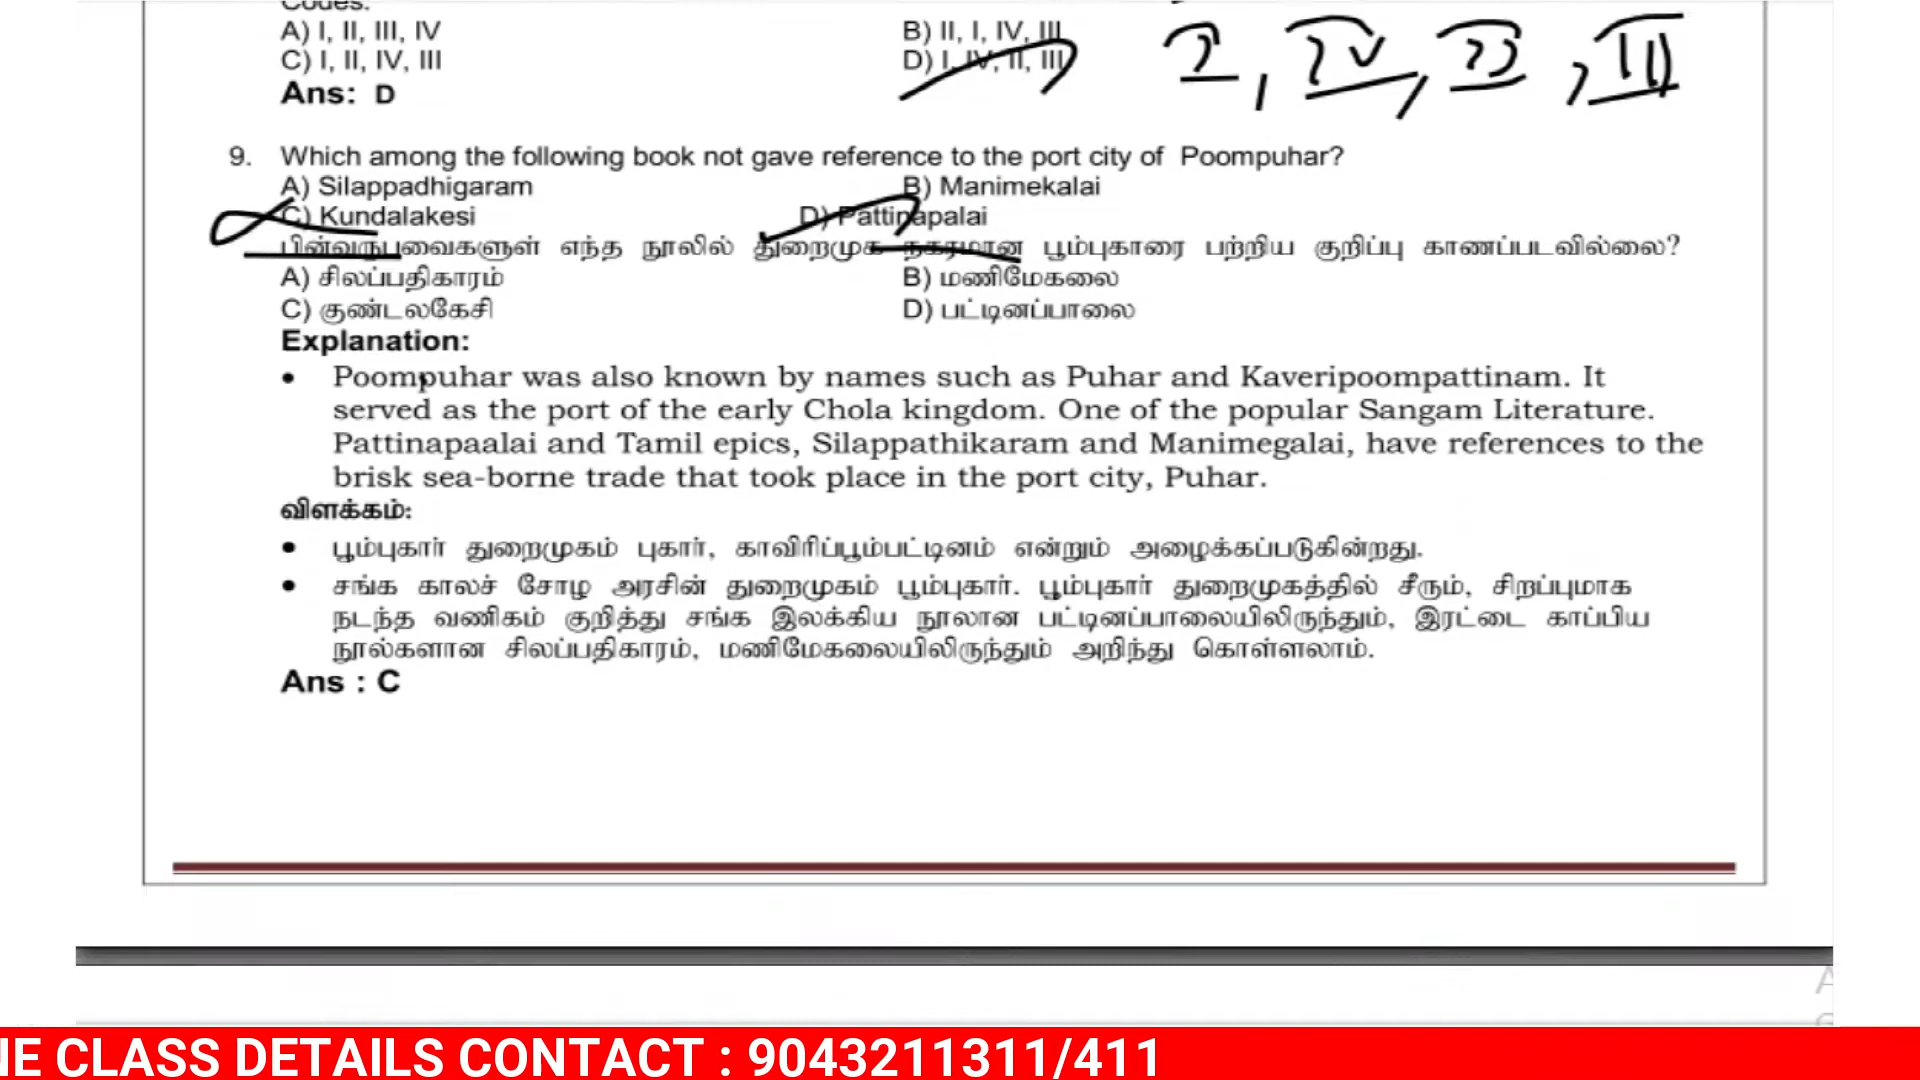 Codes:
A) I, II, III, IV B) II, I, IV, III
C) I, II, IV, III D) I, IV, II, III
I, IV, II, III
Ans: D
9. Which among the following book not gave reference to the port city of Poompuhar?
A) Silappadhigaram B) Manimekalai
C) Kundalakesi D) Pattinapalai
பின்வருபவைகளுள் எந்த நூலில் துறைமுக நகரமான பூம்புகாரை பற்றிய குறிப்பு காணப்படவில்லை?
A) சிலப்பதிகாரம் B) மணிமேகலை
C) குண்டலகேசி D) பட்டினப்பாலை
Explanation:
• Poompuhar was also known by names such as Puhar and Kaveripoompattinam. It
served as the port of the early Chola kingdom. One of the popular Sangam Literature.
Pattinapaalai and Tamil epics, Silappathikaram and Manimegalai, have references to the
brisk sea-borne trade that took place in the port city, Puhar.
விளக்கம்:
• பூம்புகார் துறைமுகம் புகார், காவிரிப்பூம்பட்டினம் என்றும் அழைக்கப்படுகின்றது.
• சங்க காலச் சோழ அரசின் துறைமுகம் பூம்புகார். பூம்புகார் துறைமுகத்தில் சீரும், சிறப்புமாக
நடந்த வணிகம் குறித்து சங்க இலக்கிய நூலான பட்டினப்பாலையிலிருந்தும், இரட்டை காப்பிய
நூல்களான சிலப்பதிகாரம், மணிமேகலையிலிருந்தும் அறிந்து கொள்ளலாம்.
Ans : C
NE CLASS DETAILS CONTACT : 9043211311/411